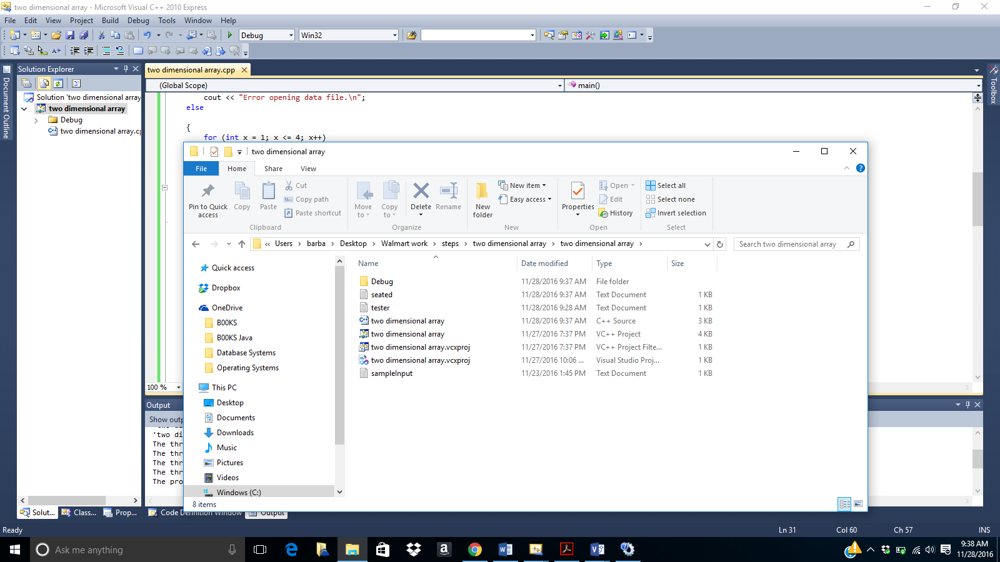 two dimensional array - Microsoft Visual C++ 2010 Express
File Edit View Project Build Debug Tools Window Help
Debug Win32
Solution Explorer
two dimensional array.cpp
Document Outline
Toolbox
(Global Scope) main()
Solution 'two dimensional array
two dimensional array
Debug
two dimensional array.c
cout << "Error opening data file.\n";
else
{
for (int x = 1; x <= 4; x++)
100 %
Output
Show outp
'two di
The thr
The thr
The thr
The thr
The pro
two dimensional array
File Home Share View
Pin to Quick access
Copy
Paste
Cut
Copy path
Paste shortcut
Clipboard
Move to
Copy to
Delete
Rename
Organize
New folder
New item
Easy access
New
Properties
Open
Edit
History
Open
Select all
Select none
Invert selection
Select
« Users > barba > Desktop > Walmart work > steps > two dimensional array > two dimensional array >
Search two dimensional array
Quick access
Dropbox
OneDrive
B00KS
B00KS Java
Database Systems
Operating Systems
This PC
Desktop
Documents
Downloads
Music
Pictures
Videos
Windows (C:)
Name Date modified Type Size
Debug 11/28/2016 9:37 AM File folder
seated 11/28/2016 9:37 AM Text Document 1 KB
tester 11/28/2016 9:28 AM Text Document 1 KB
two dimensional array 11/28/2016 9:37 AM C++ Source 3 KB
two dimensional array 11/27/2016 7:37 PM VC++ Project 4 KB
two dimensional array.vcxproj 11/27/2016 7:37 PM VC++ Project Filte... 1 KB
two dimensional array.vcxproj 11/27/2016 10:06 ... Visual Studio Proj... 1 KB
sampleInput 11/23/2016 1:45 PM Text Document 1 KB
8 items
Solut... Class... Prop... Code Definition Window Output
Ready Ln 31 Col 60 Ch 57 INS
Ask me anything
9:38 AM
11/28/2016